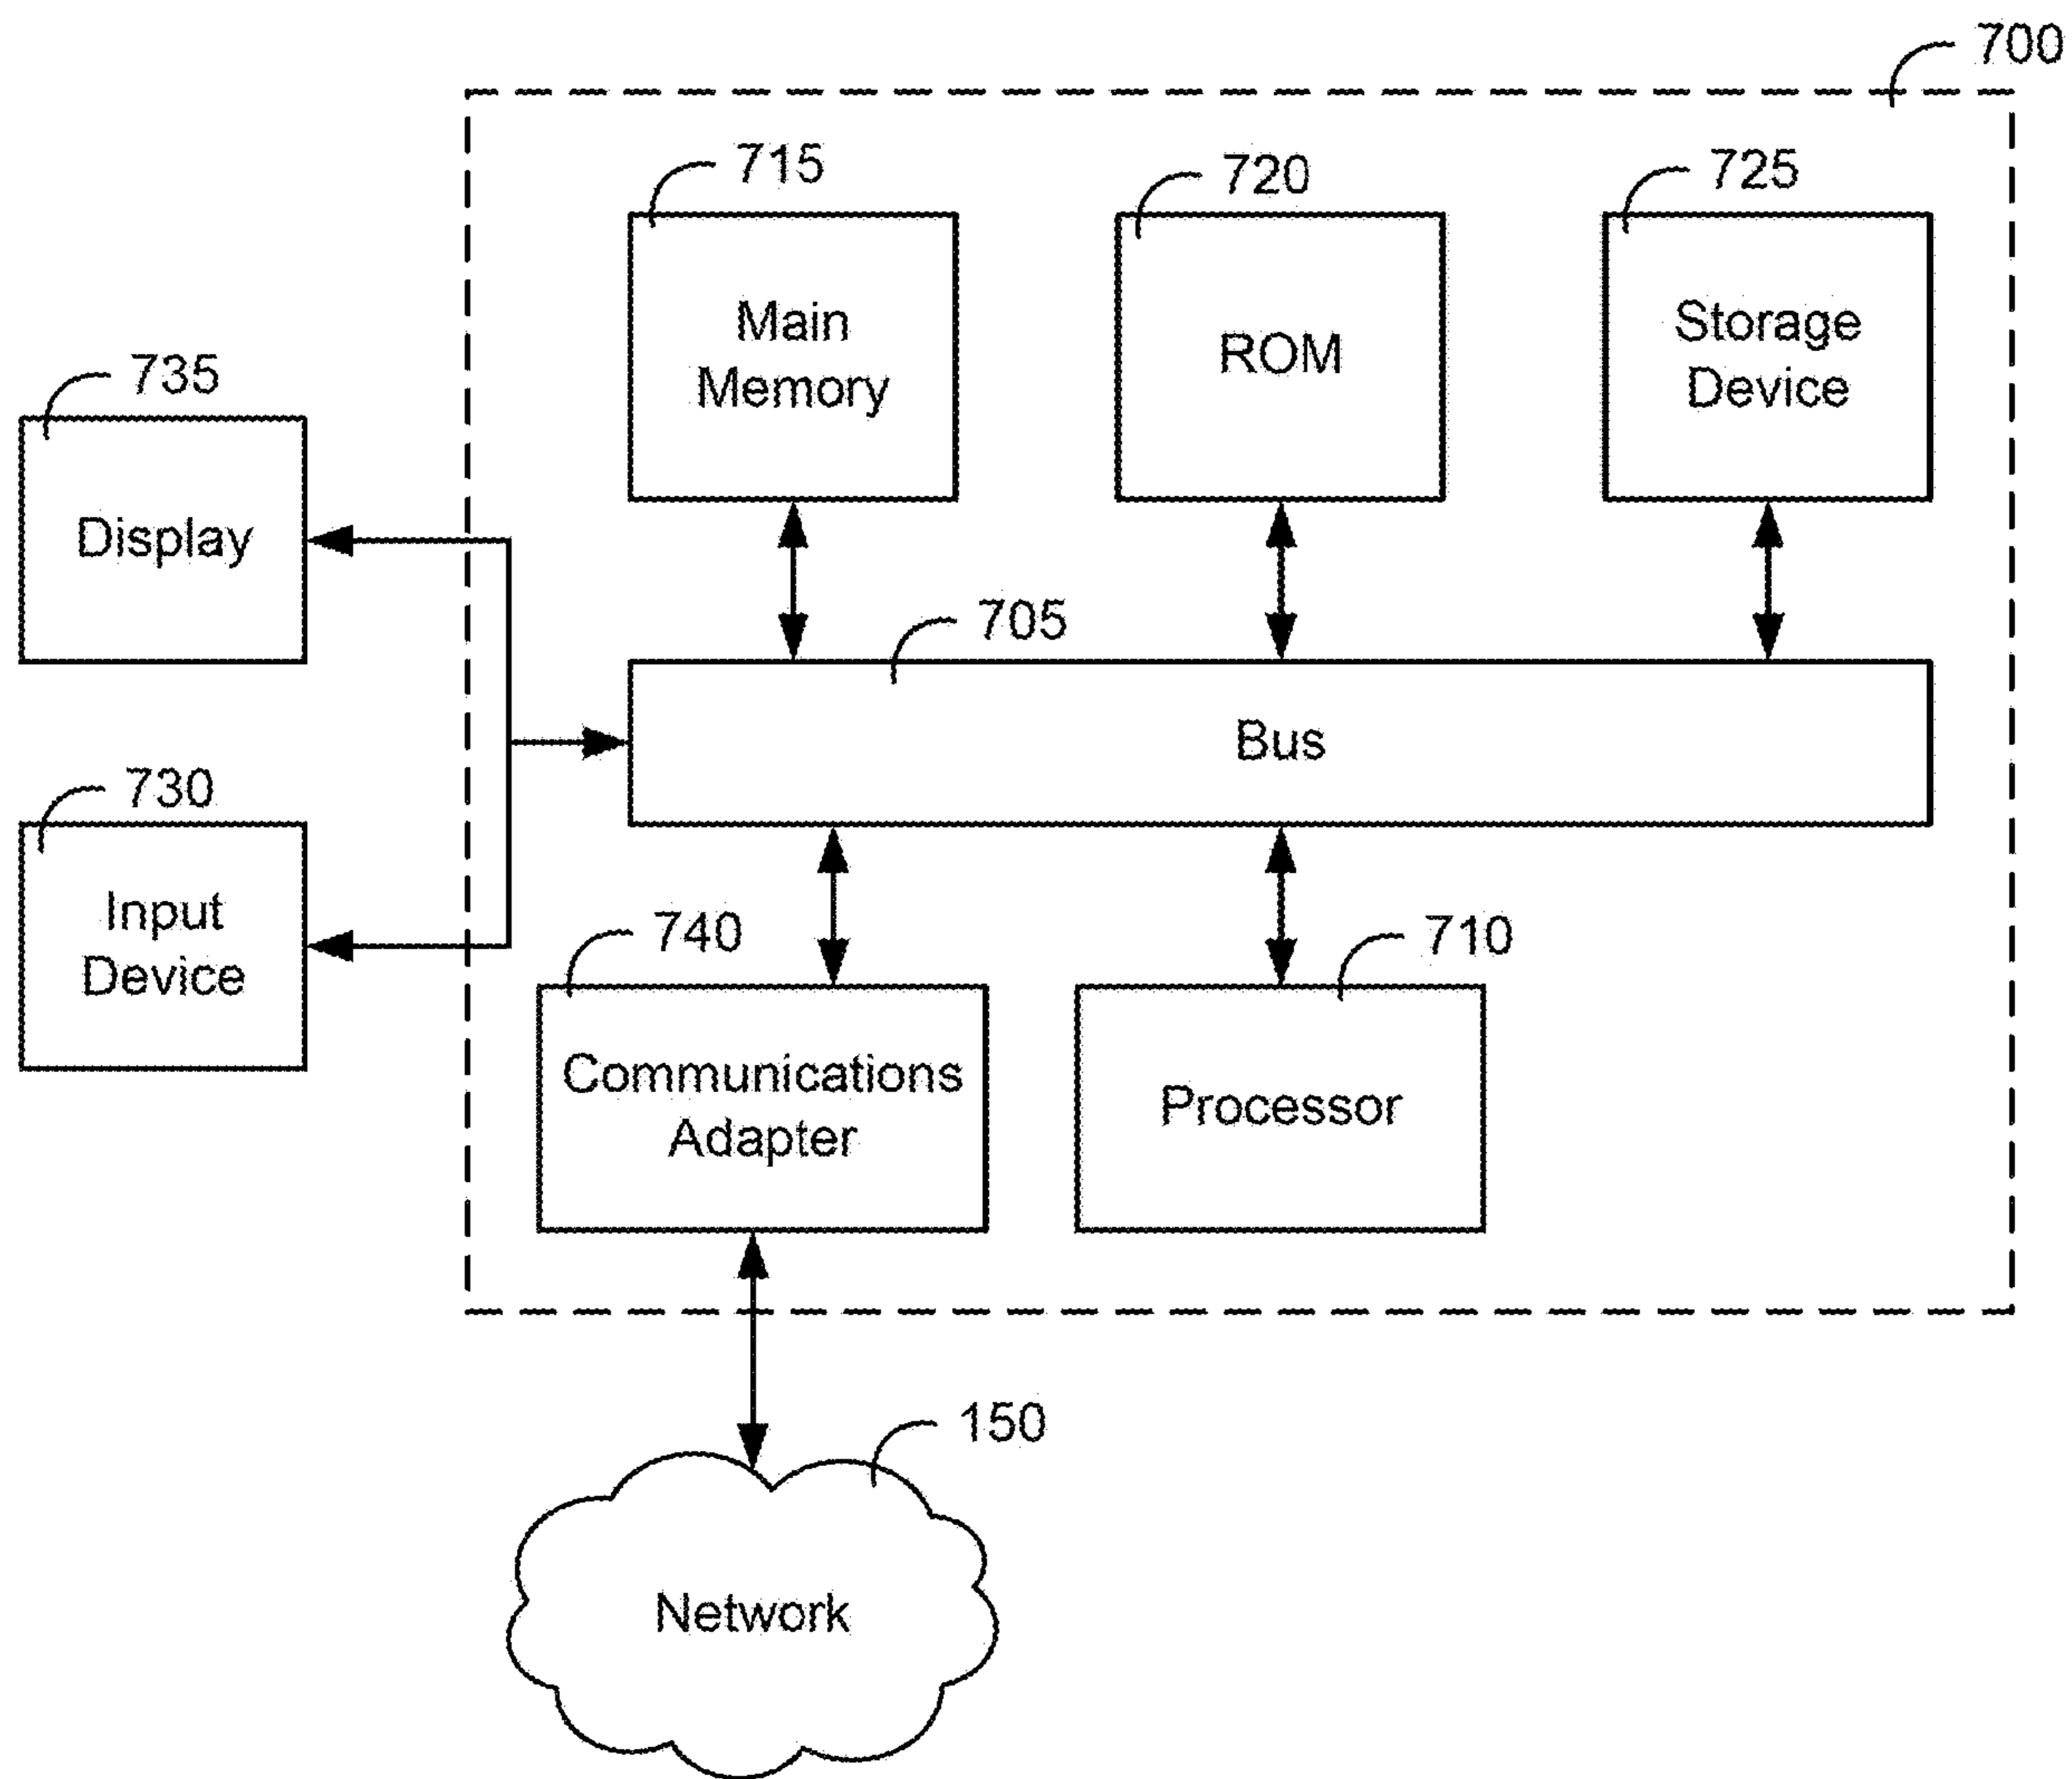 700
715
720
725
Main
Memory
ROM
Storage
Device
735
Display
705
Bus
730
Input
Device
740
710
Communications
Adapter
Processor
150
Network